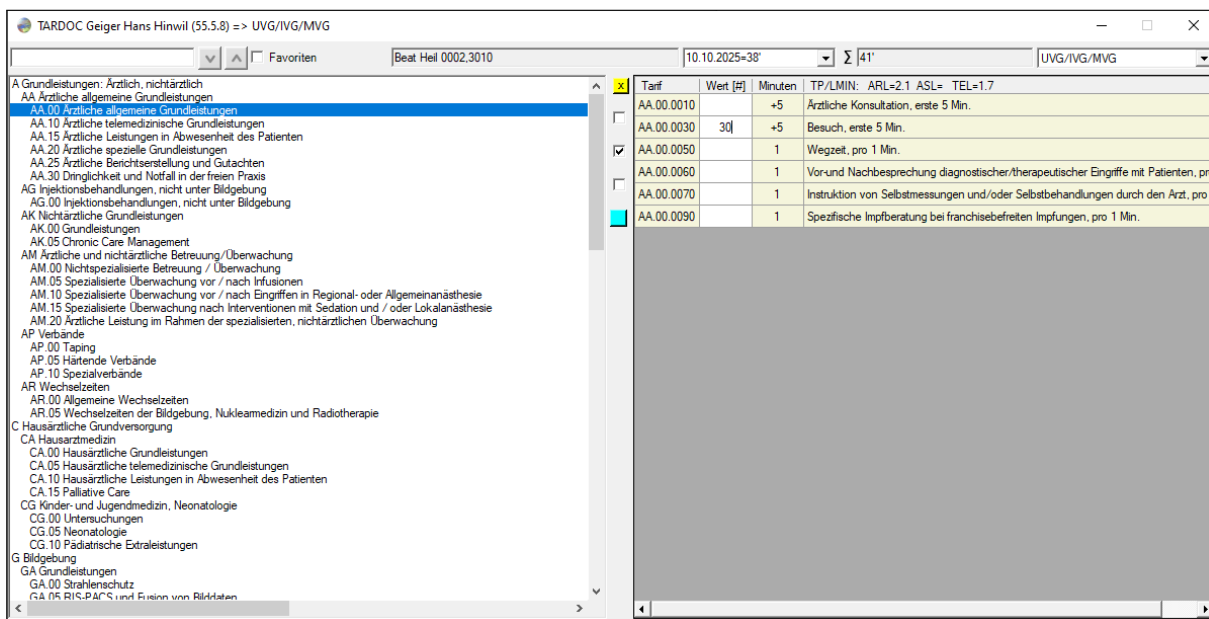 TARDOC Geiger Hans Hinwil (55.5.8) => UVG/IVG/MVG
Favoriten Beat Heil 0002,3010 10.10.2025=38' Σ 41' UVG/IVG/MVG
A Grundleistungen: Ärztlich, nichtärztlich
AA Ärztliche allgemeine Grundleistungen
AA.00 Ärztliche allgemeine Grundleistungen
AA.10 Ärztliche telemedizinische Grundleistungen
AA.15 Ärztliche Leistungen in Abwesenheit des Patienten
AA.20 Ärztliche spezielle Grundleistungen
AA.25 Ärztliche Berichtserstellung und Gutachten
AA.30 Dringlichkeit und Notfall in der freien Praxis
AG Injektionsbehandlungen, nicht unter Bildgebung
AG.00 Injektionsbehandlungen, nicht unter Bildgebung
AK Nichtärztliche Grundleistungen
AK.00 Grundleistungen
AK.05 Chronic Care Management
AM Ärztliche und nichtärztliche Betreuung/Überwachung
AM.00 Nichtspezialisierte Betreuung / Überwachung
AM.05 Spezialisierte Überwachung vor / nach Infusionen
AM.10 Spezialisierte Überwachung vor / nach Eingriffen in Regional- oder Allgemeinanästhesie
AM.15 Spezialisierte Überwachung nach Interventionen mit Sedation und / oder Lokalanästhesie
AM.20 Ärztliche Leistung im Rahmen der spezialisierten, nichtärztlichen Überwachung
AP Verbände
AP.00 Taping
AP.05 Härtende Verbände
AP.10 Spezialverbände
AR Wechselzeiten
AR.00 Allgemeine Wechselzeiten
AR.05 Wechselzeiten der Bildgebung, Nuklearmedizin und Radiotherapie
C Hausärztliche Grundversorgung
CA Hausarztmedizin
CA.00 Hausärztliche Grundleistungen
CA.05 Hausärztliche telemedizinische Grundleistungen
CA.10 Hausärztliche Leistungen in Abwesenheit des Patienten
CA.15 Palliative Care
CG Kinder- und Jugendmedizin, Neonatologie
CG.00 Untersuchungen
CG.05 Neonatologie
CG.10 Pädiatrische Extraleistungen
G Bildgebung
GA Grundleistungen
GA.00 Strahlenschutz
GA.05 RIS-PACS und Fusion von Bilddaten
x
Tarif Wert [#] Minuten TP/LMIN: ARL=2.1 ASL= TEL=1.7
AA.00.0010 +5 Ärztliche Konsultation, erste 5 Min.
AA.00.0030 30 +5 Besuch, erste 5 Min.
AA.00.0050 1 Wegzeit, pro 1 Min.
AA.00.0060 1 Vor-und Nachbesprechung diagnostischer/therapeutischer Eingriffe mit Patienten, pr
AA.00.0070 1 Instruktion von Selbstmessungen und/oder Selbstbehandlungen durch den Arzt, pro
AA.00.0090 1 Spezifische Impfberatung bei franchisebefreiten Impfungen, pro 1 Min.